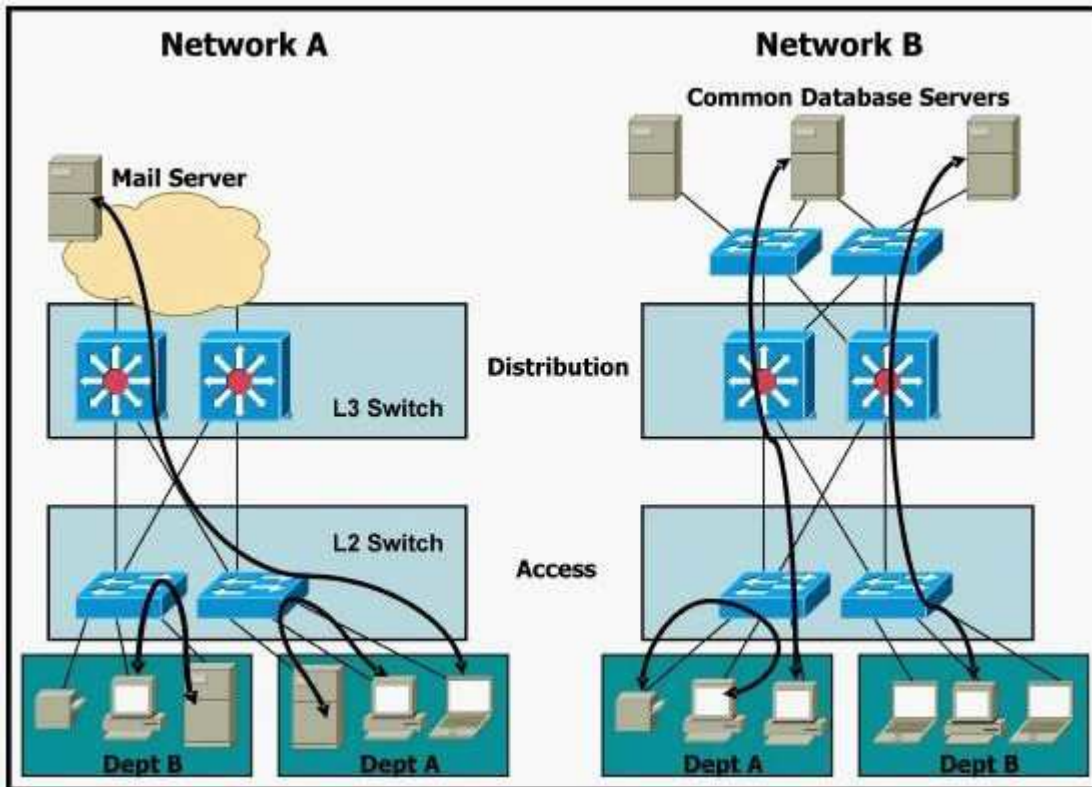 Network A
Network B
Common Database Servers
Mail Server
Distribution
L3 Switch
L2 Switch
Access
Dept B
Dept A
Dept A
Dept B